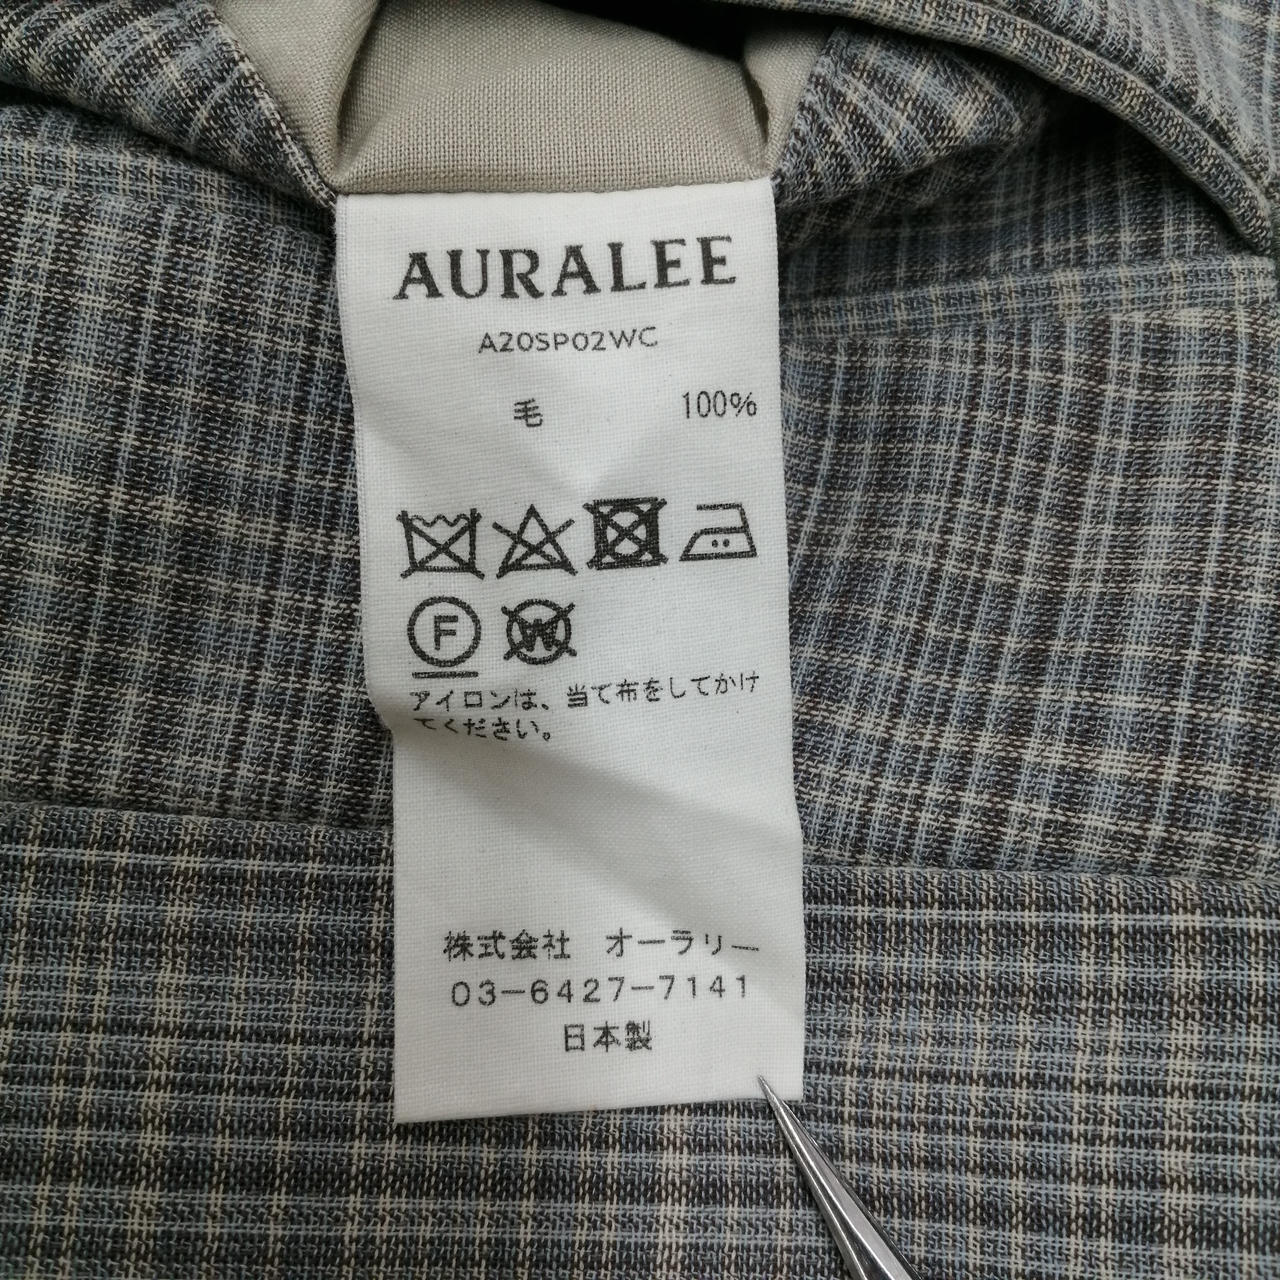 AURALEE
A20SP02WC
毛 100%
F W
アイロンは、当て布をしてかけ
てください。
株式会社 オーラリー
03-6427-7141
日本製